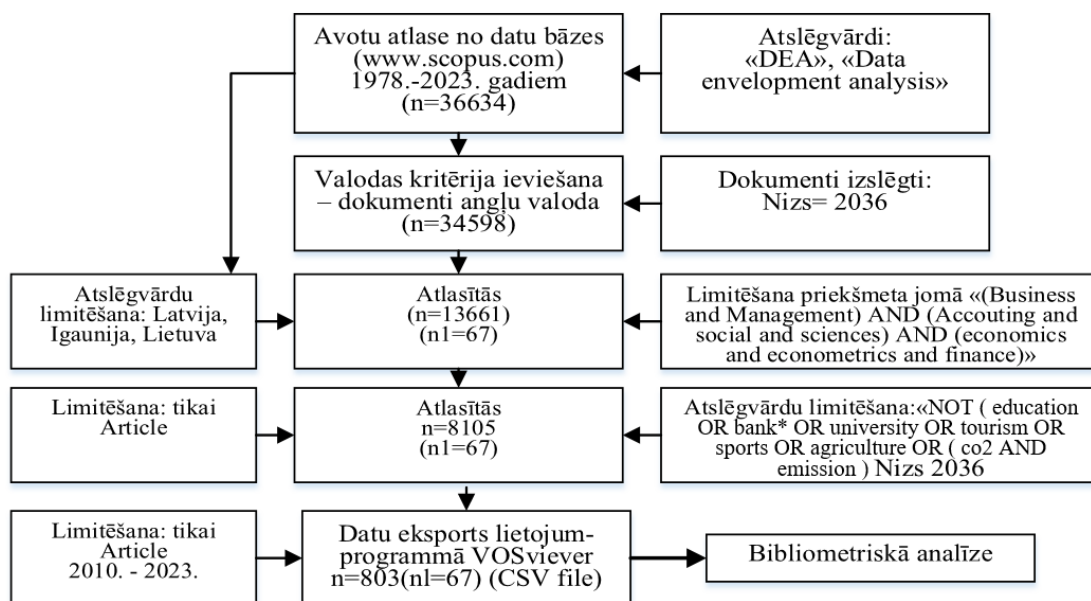 Avotu atlase no datu bāzes
(www.scopus.com)
1978.-2023. gadiem
(n=36634)
Atslēgvārdi:
«DEA», «Data
envelopment analysis»
Valodas kritērija ieviešana
– dokumenti angļu valoda
(n=34598)
Dokumenti izslēgti:
Nizs= 2036
Atslēgvārdu
limitēšana: Latvija,
Igaunija, Lietuva
Atlasītās
(n=13661)
(n1=67)
Limitēšana priekšmeta jomā «(Business
and Management) AND (Accouting and
social and sciences) AND (economics
and econometrics and finance)»
Limitēšana: tikai
Article
Atlasītās
n=8105
(n1=67)
Atslēgvārdu limitēšana:«NOT ( education
OR bank* OR university OR tourism OR
sports OR agriculture OR ( co2 AND
emission ) Nizs 2036
Limitēšana: tikai
Article
2010. - 2023.
Datu eksports lietojum-
programmā VOSviever
n=803(nl=67) (CSV file)
Bibliometriskā analīze